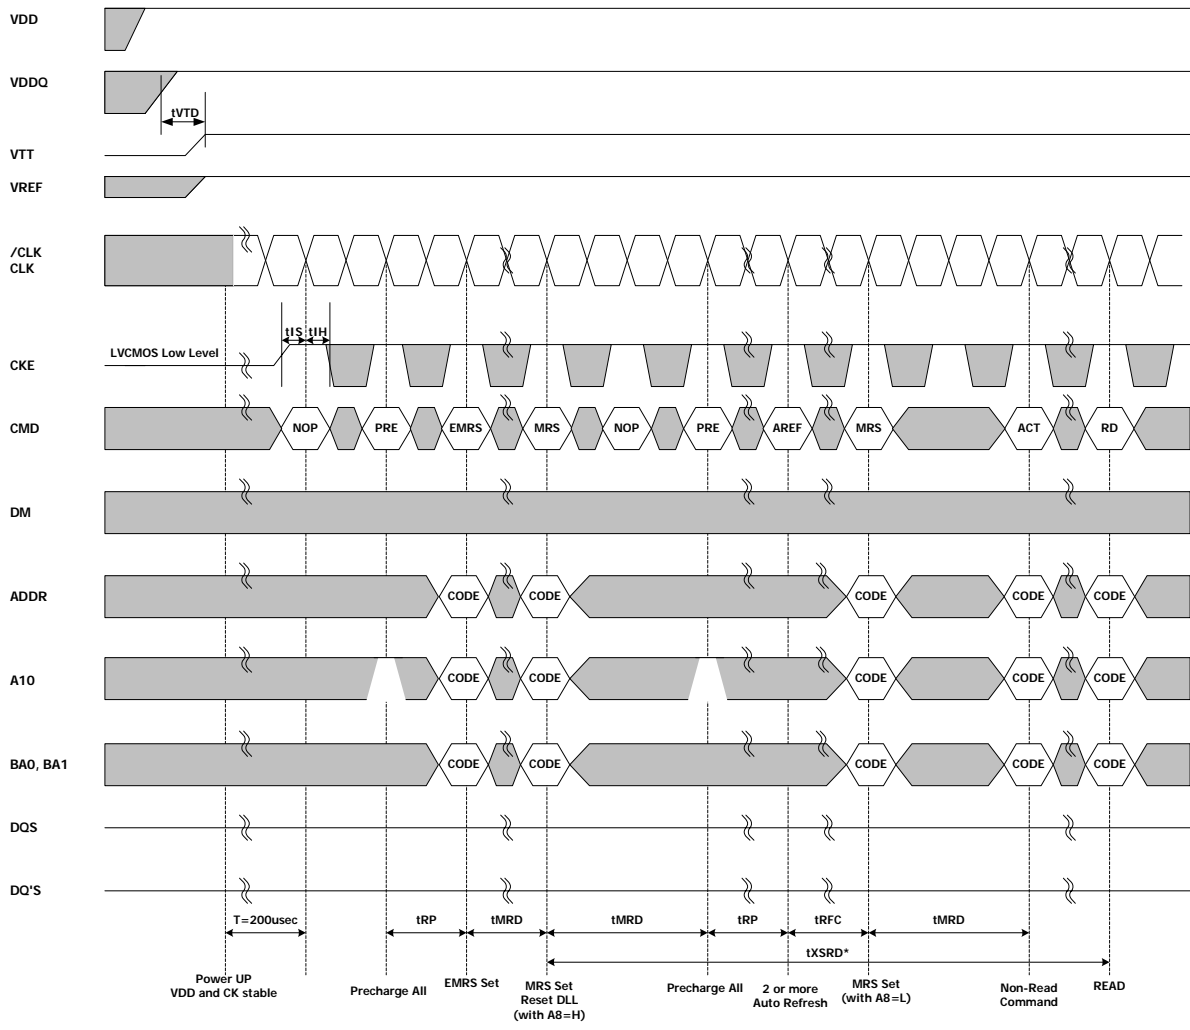 VDD
VDDQ
tVTD
VTT
VREF
/CLK
CLK
tIS tIH
LVCMOS Low Level
CKE
CMD NOP PRE EMRS MRS NOP PRE AREF MRS ACT RD
DM
ADDR CODE CODE CODE CODE CODE
A10 CODE CODE CODE CODE CODE
BA0, BA1 CODE CODE CODE CODE CODE
DQS
DQ'S
T=200usec tRP tMRD tMRD tRP tRFC tMRD
tXSRD*
Power UP
VDD and CK stable
Precharge All
EMRS Set
MRS Set
Reset DLL
(with A8=H)
Precharge All
2 or more
Auto Refresh
MRS Set
(with A8=L)
Non-Read
Command
READ